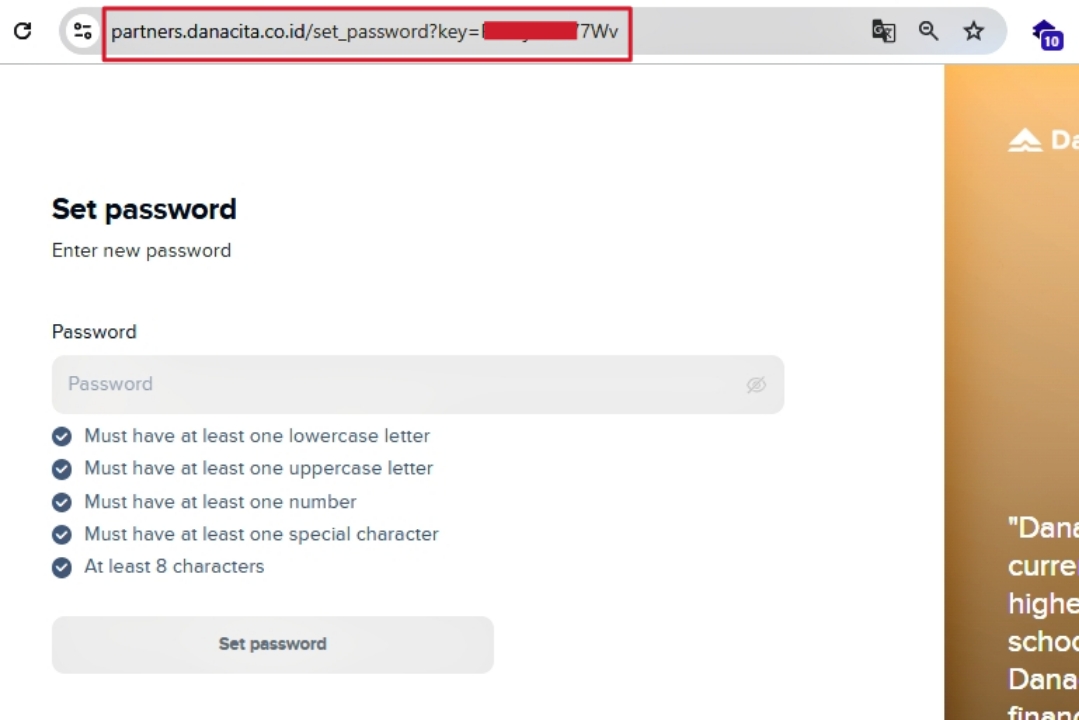 partners.danacita.co.id/set_password?key= 7Wv
10
Set password
Enter new password
Password
Password
Must have at least one lowercase letter
Must have at least one uppercase letter
Must have at least one number
Must have at least one special character
At least 8 characters
Set password
Da
"Dana
curre
highe
schoo
Dana
finan